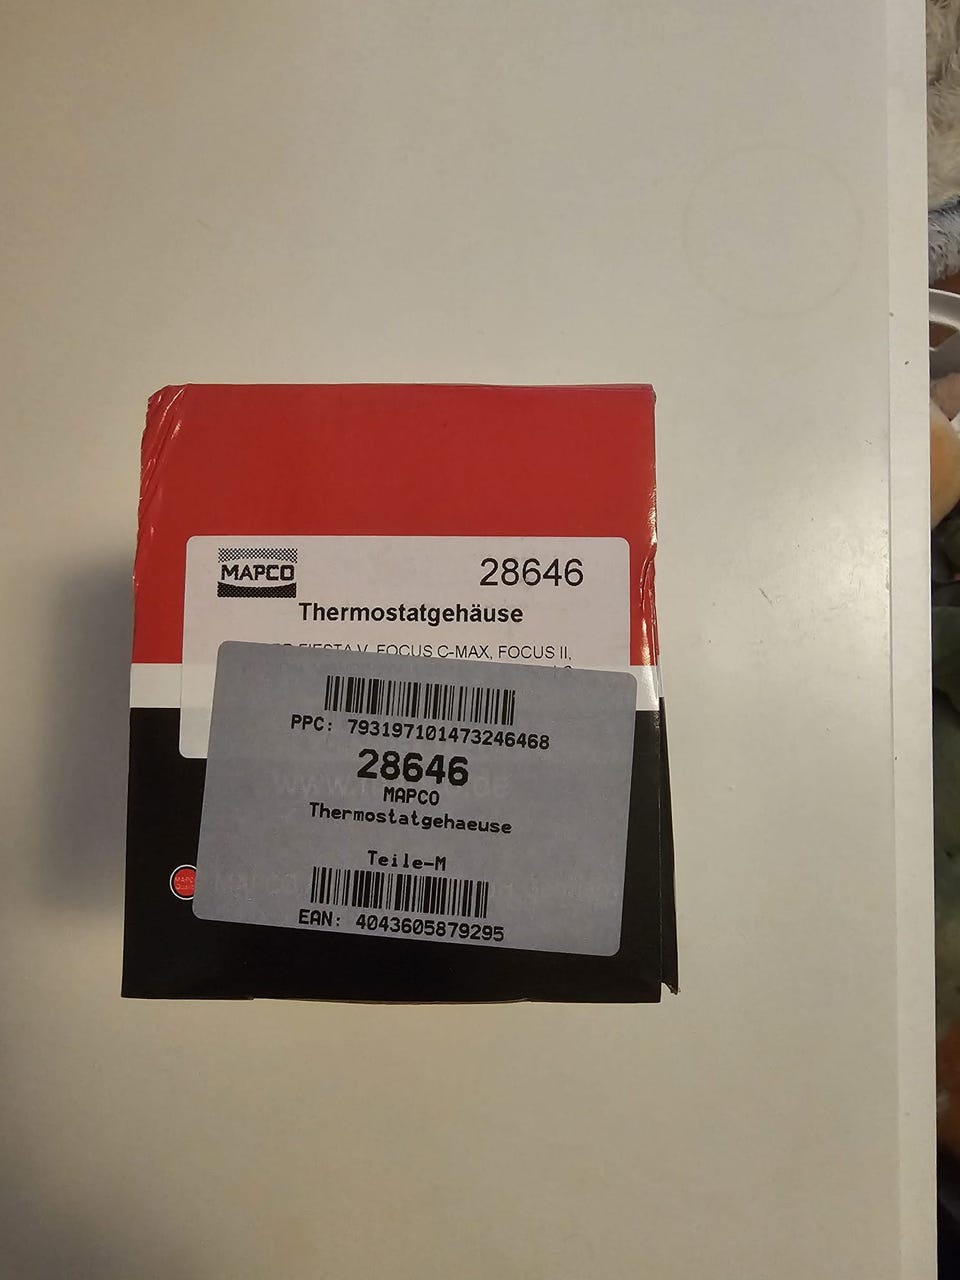 MAPCO
28646
Thermostatgehäuse
FIESTA V, FOCUS C-MAX, FOCUS II,
PPC: 793197101473246468
28646
MAPCO
Thermostatgehaeuse
Teile-M
EAN: 4043605879295